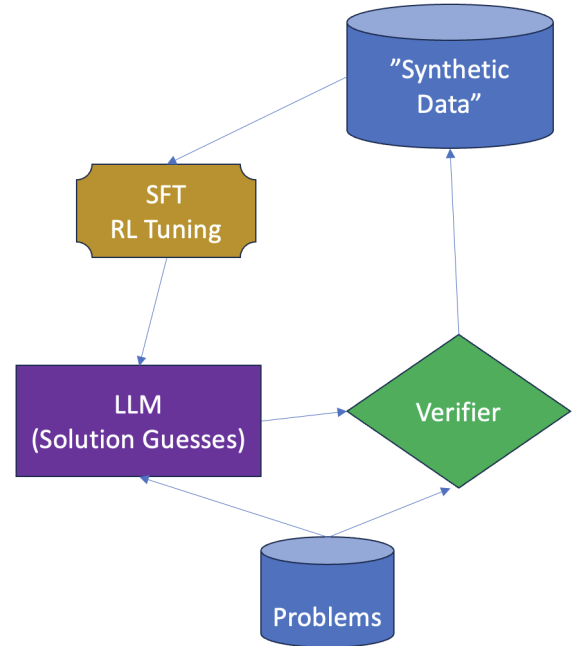 ”Synthetic
Data”
SFT
RL Tuning
LLM
(Solution Guesses)
Verifier
Problems